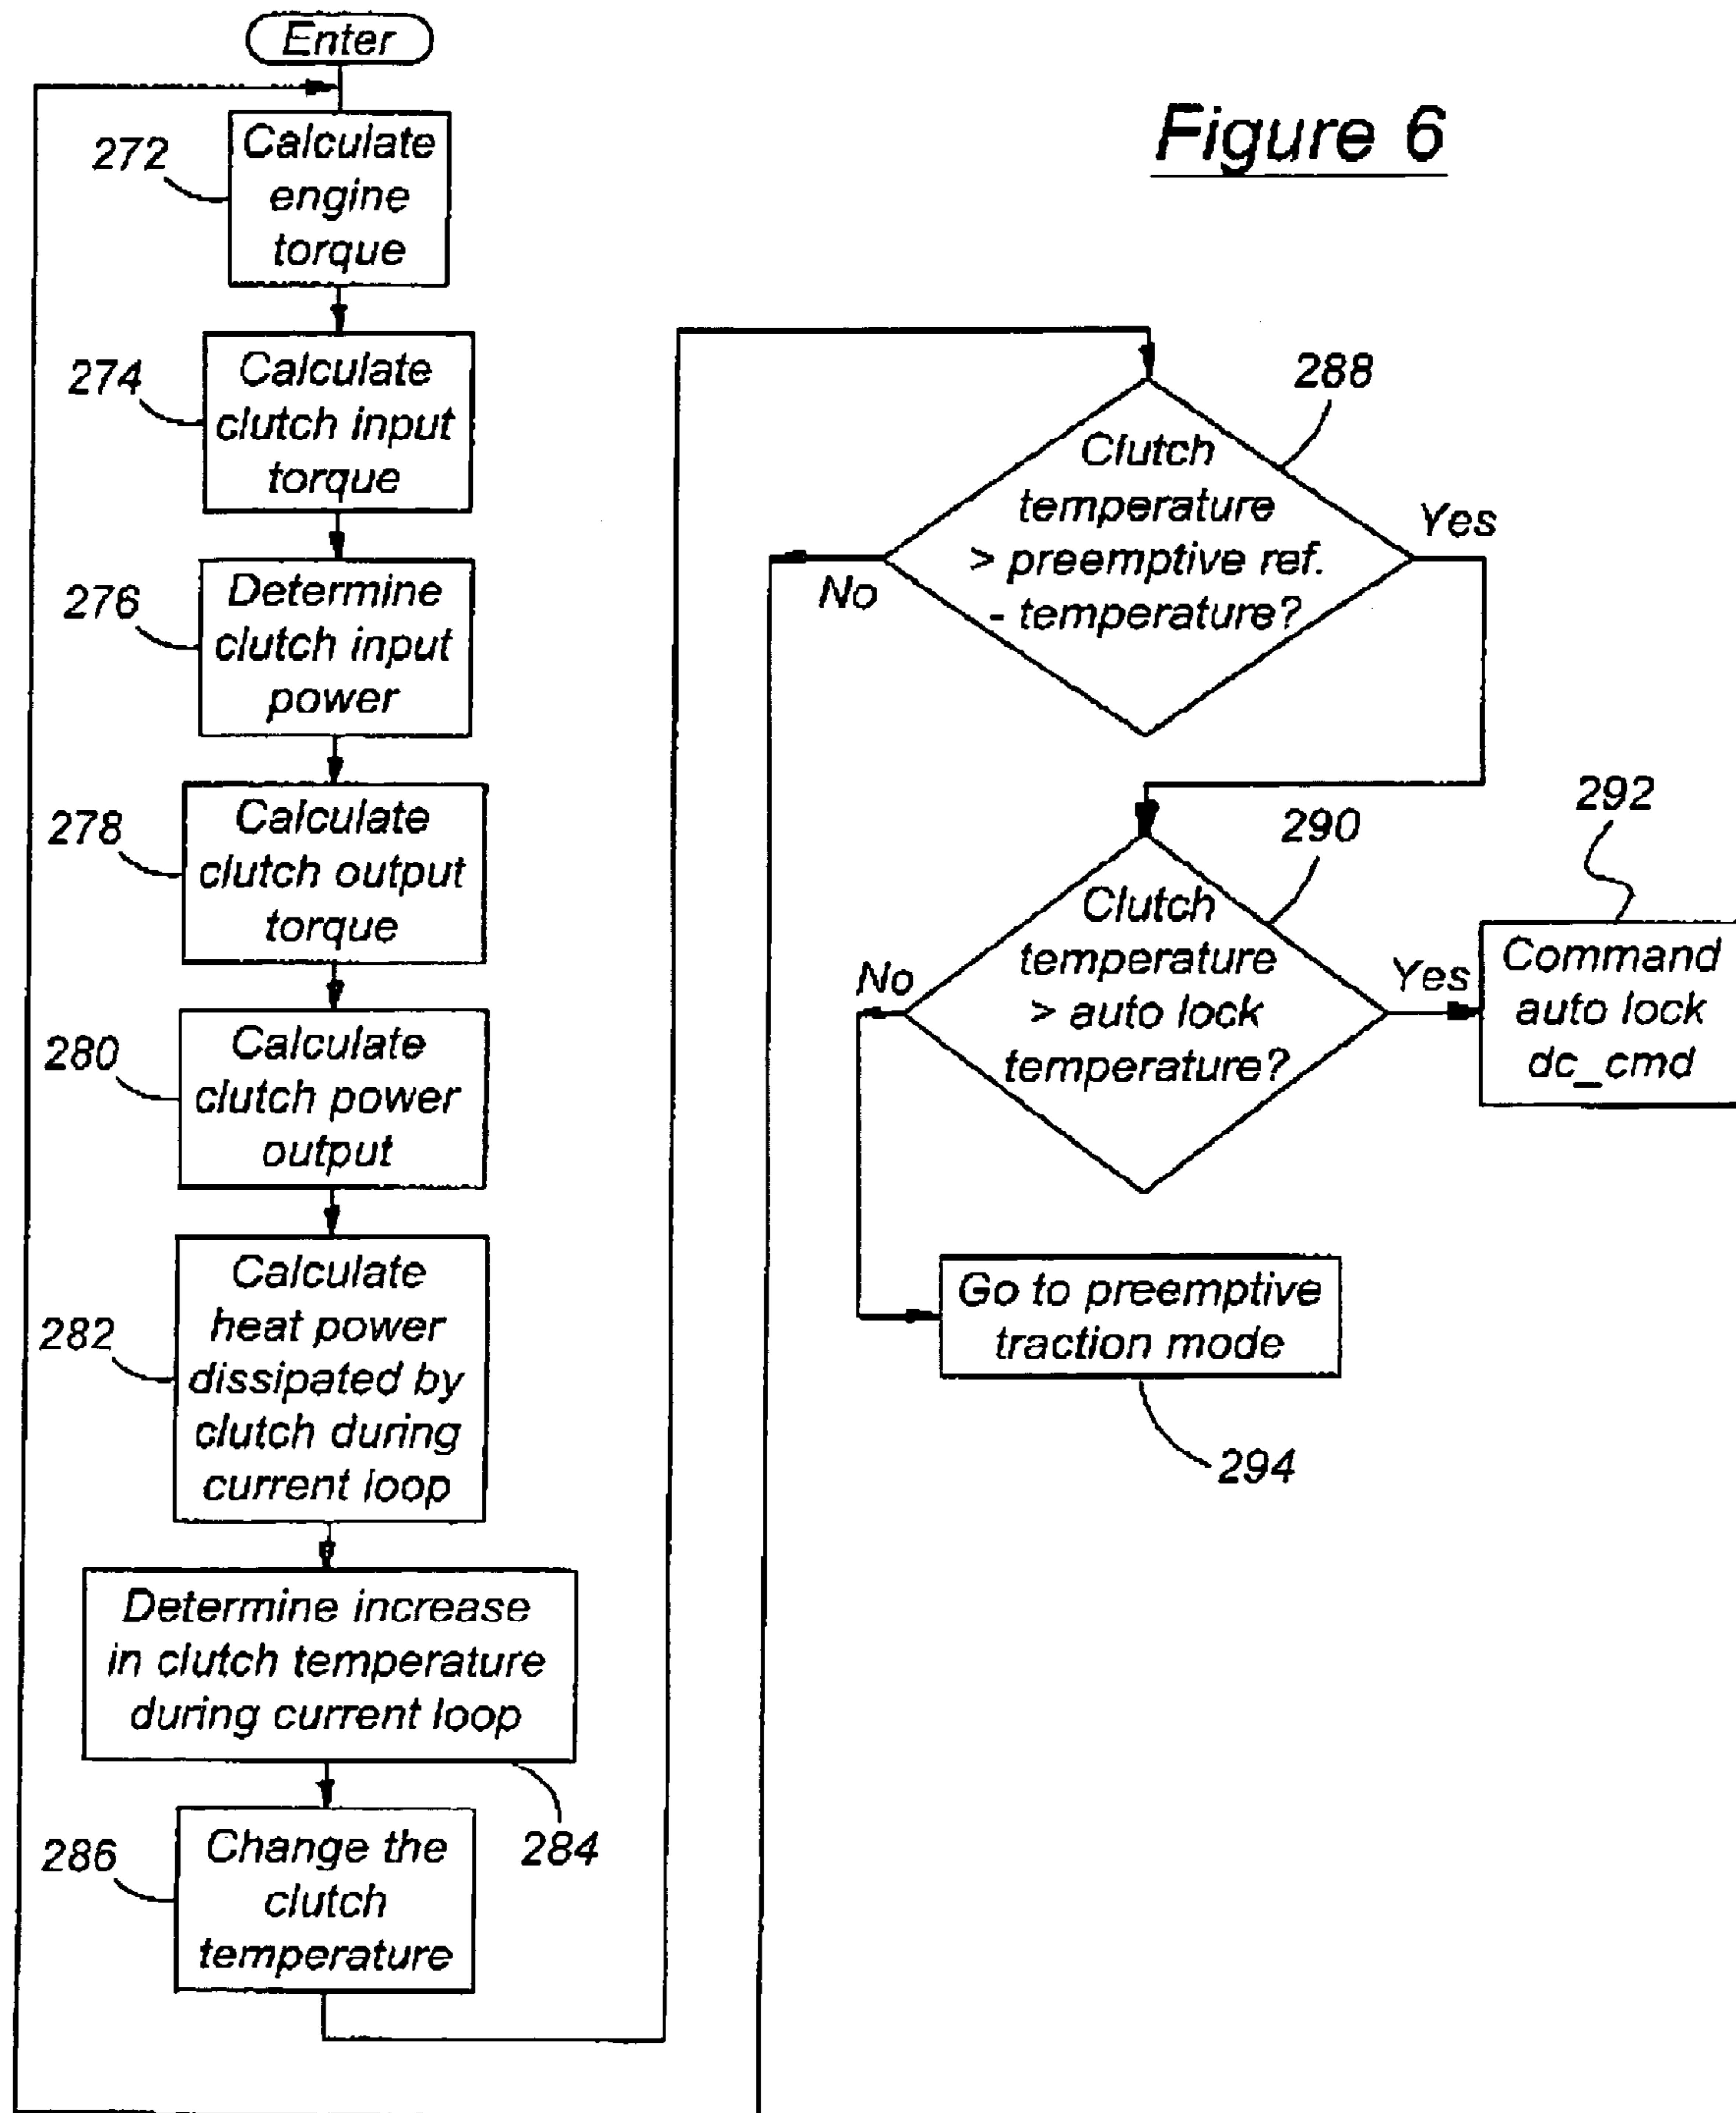 Enter
Figure 6
272
Calculate
engine
torque
274
Calculate
clutch input
torque
276
Determine
clutch input
power
278
Calculate
clutch output
torque
280
Calculate
clutch power
output
282
Calculate
heat power
dissipated by
clutch during
current loop
Determine increase
in clutch temperature
during current loop
284
286
Change the
clutch
temperature
288
Clutch
temperature
> preemptive ref.
- temperature?
Yes
No
290
Clutch
temperature
> auto lock
temperature?
No
Yes
292
Command
auto lock
dc_cmd
Go to preemptive
traction mode
294